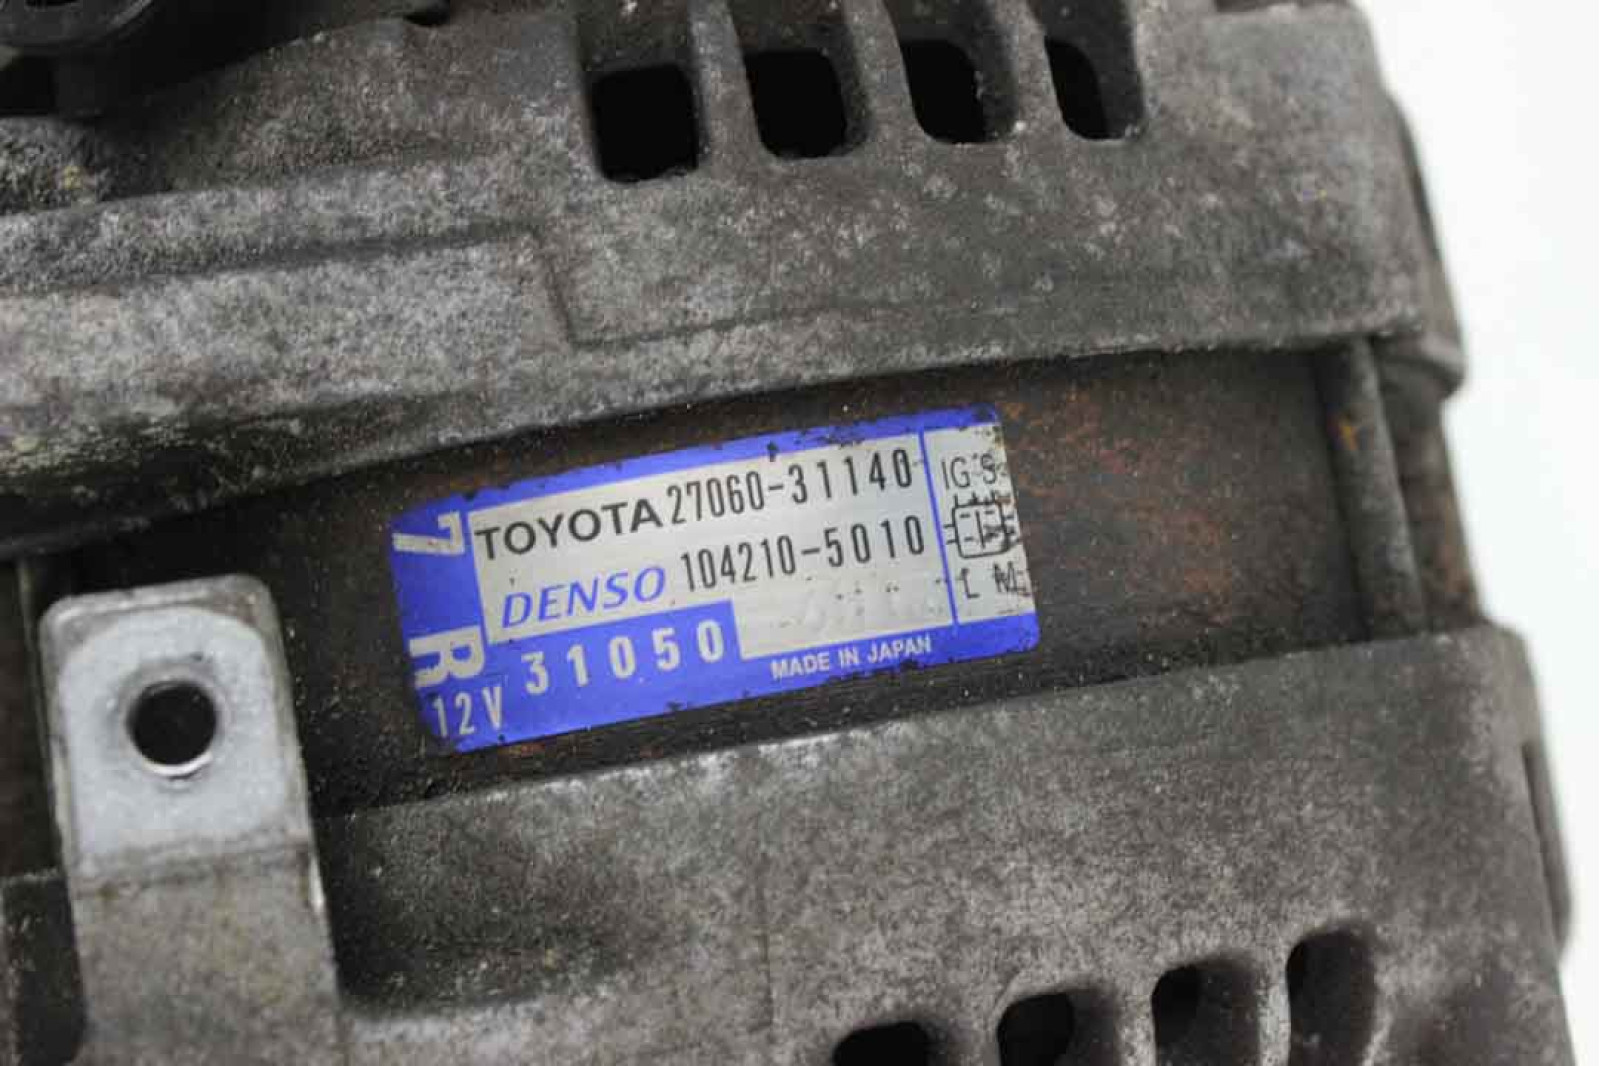 7 TOYOTA 27060-31140 IG S
DENSO 104210-5010
R 31050 L M
12V MADE IN JAPAN